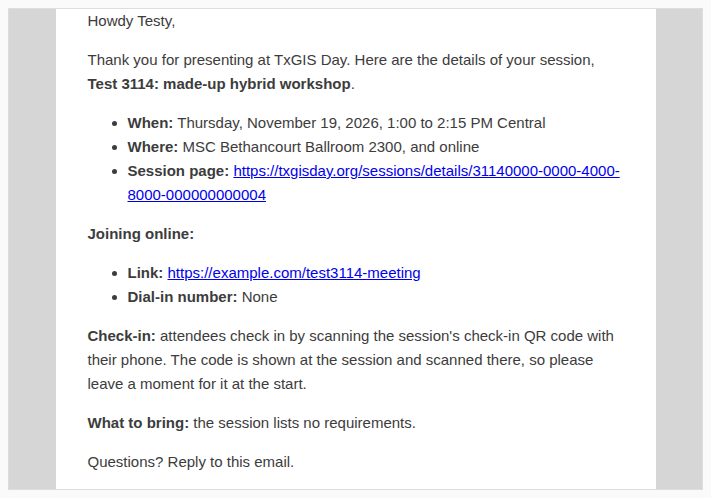 Howdy Testy,
Thank you for presenting at TxGIS Day. Here are the details of your session,
Test 3114: made-up hybrid workshop.
When: Thursday, November 19, 2026, 1:00 to 2:15 PM Central
Where: MSC Bethancourt Ballroom 2300, and online
Session page: https://txgisday.org/sessions/details/31140000-0000-4000-
8000-000000000004
Joining online:
Link: https://example.com/test3114-meeting
Dial-in number: None
Check-in: attendees check in by scanning the session's check-in QR code with
their phone. The code is shown at the session and scanned there, so please
leave a moment for it at the start.
What to bring: the session lists no requirements.
Questions? Reply to this email.